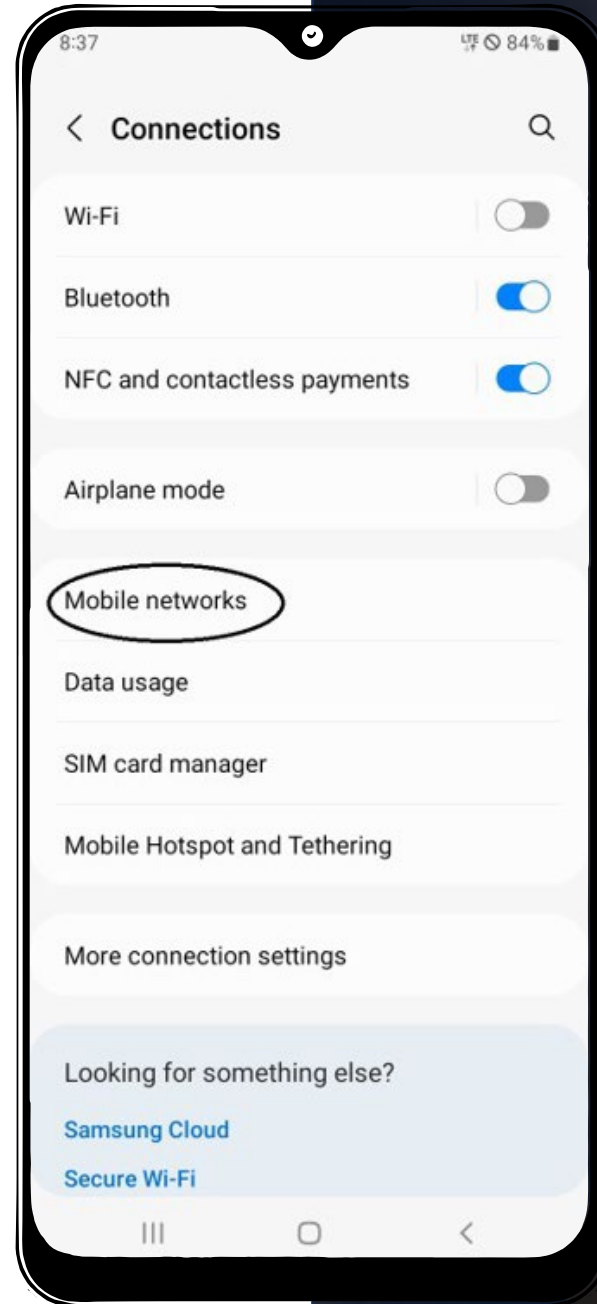 8:37
LTE 84%
Connections
Wi-Fi
Bluetooth
NFC and contactless payments
Airplane mode
Mobile networks
Data usage
SIM card manager
Mobile Hotspot and Tethering
More connection settings
Looking for something else?
Samsung Cloud
Secure Wi-Fi